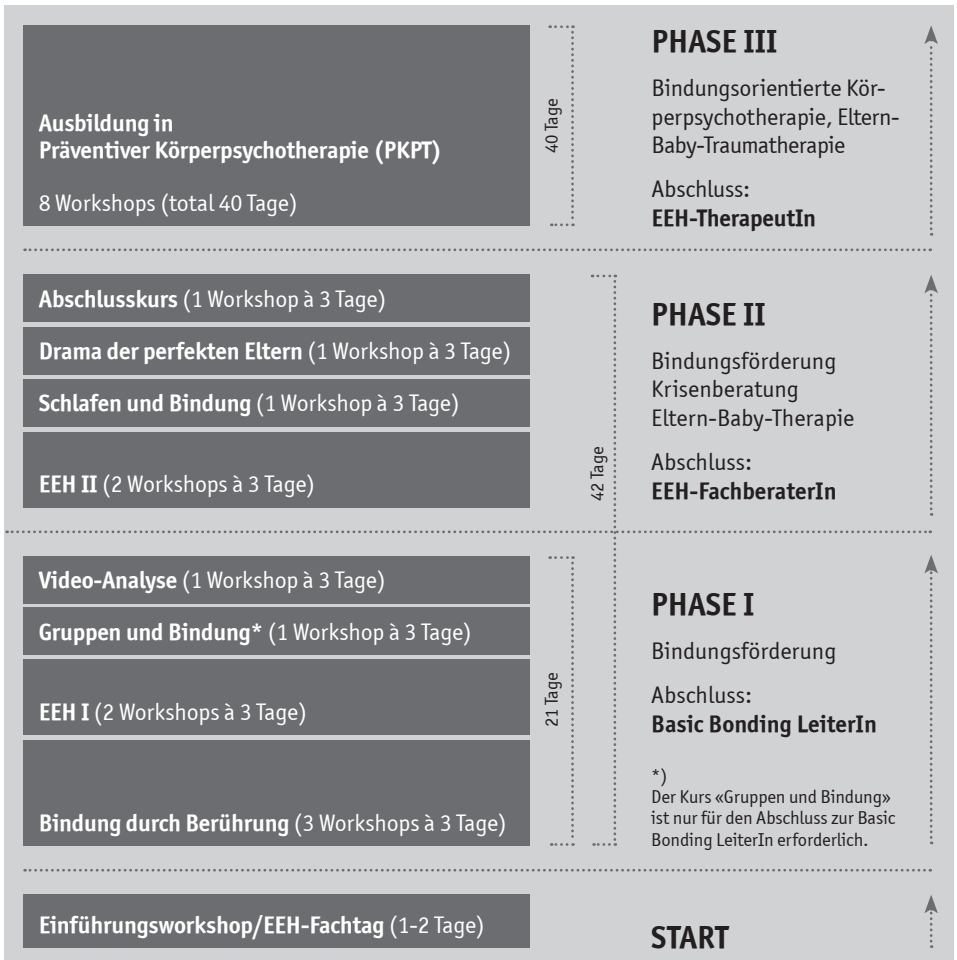 Ausbildung in
Präventiver Körperpsychotherapie (PKPT)
8 Workshops (total 40 Tage)
40 Tage
PHASE III
Bindungsorientierte Kör-
perpsychotherapie, Eltern-
Baby-Traumatherapie
Abschluss:
EEH-TherapeutIn
Abschlusskurs (1 Workshop à 3 Tage)
Drama der perfekten Eltern (1 Workshop à 3 Tage)
Schlafen und Bindung (1 Workshop à 3 Tage)
EEH II (2 Workshops à 3 Tage)
42 Tage
PHASE II
Bindungsförderung
Krisenberatung
Eltern-Baby-Therapie
Abschluss:
EEH-FachberaterIn
Video-Analyse (1 Workshop à 3 Tage)
Gruppen und Bindung* (1 Workshop à 3 Tage)
EEH I (2 Workshops à 3 Tage)
Bindung durch Berührung (3 Workshops à 3 Tage)
21 Tage
PHASE I
Bindungsförderung
Abschluss:
Basic Bonding LeiterIn
*)
Der Kurs «Gruppen und Bindung»
ist nur für den Abschluss zur Basic
Bonding LeiterIn erforderlich.
Einführungsworkshop/EEH-Fachtag (1-2 Tage)
START